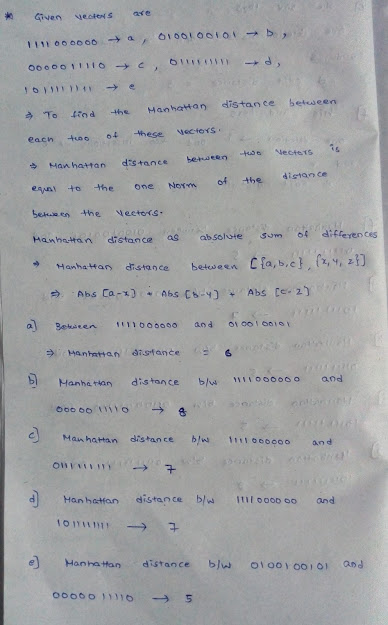 * Given vectors are
1111000000 → a, 0100100101 → b,
0000011110 → c, 0111111111 → d,
1011111111 → e
⇒ To find the Manhattan distance between
each two of these vectors.
⇒ Manhattan distance between two vectors is
equal to the one Norm of the distance
between the vectors.
Manhattan distance as absolute sum of differences
* Manhattan distance between [{a,b,c}, {x,y,z}]
⇒ Abs [a-x] + Abs [b-y] + Abs [c-z]
a] Between 1111000000 and 0100100101
⇒ Manhattan distance = 6
b] Manhattan distance b/w 1111000000 and
0000011110 → 8
c] Manhattan distance b/w 1111000000 and
0111111111 → 7
d] Manhattan distance b/w 1111000000 and
1011111111 → 7
e] Manhattan distance b/w 0100100101 and
0000011110 → 5